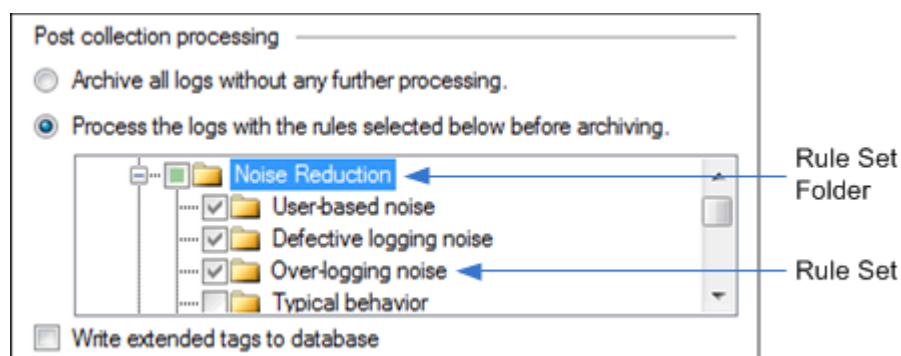 Post collection processing
Archive all logs without any further processing.
Process the logs with the rules selected below before archiving.
Noise Reduction
Rule Set
Folder
User-based noise
Defective logging noise
Over-logging noise
Rule Set
Typical behavior
Write extended tags to database